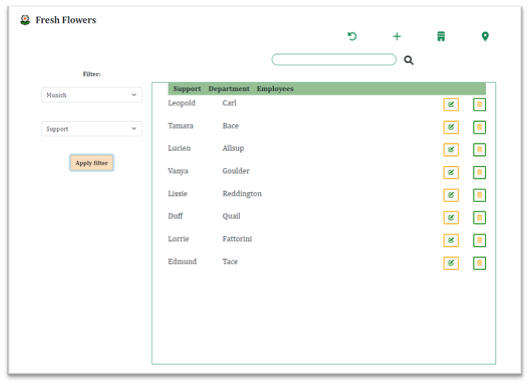 Fresh Flowers
Filter:
Munich
Support
Apply filter
Support Department Employees
Leopold Carl
Tamara Bace
Lucien Allsup
Vanya Goulder
Lissie Reddington
Duff Quail
Lorrie Fattorini
Edmund Tace